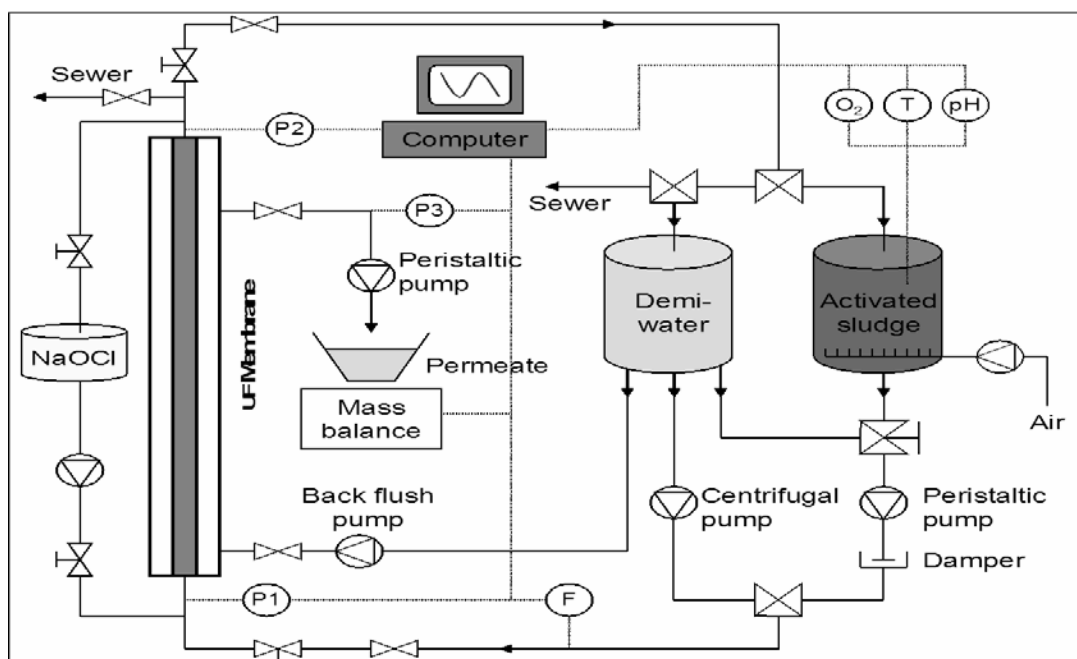 Sewer
P2
Computer
O2
T
pH
Sewer
P3
Peristaltic
pump
Demi-
water
Activated
sludge
NaOCl
UF Membrane
Permeate
Mass
balance
Air
Back flush
pump
Centrifugal
pump
Peristaltic
pump
Damper
P1
F